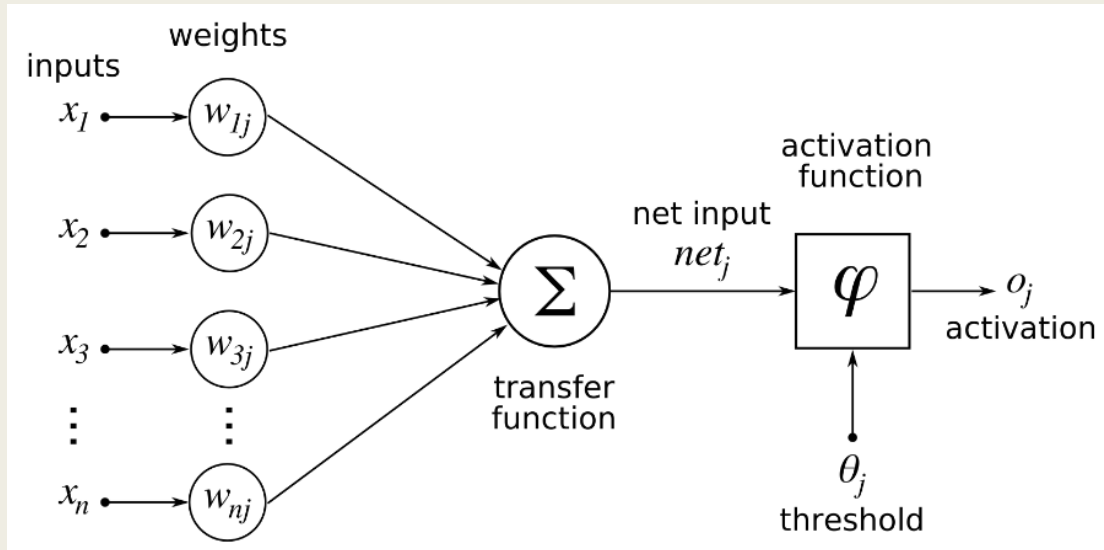 weights
inputs
x1
w1j
x2
w2j
x3
w3j
⋮
⋮
xn
wnj
Σ
transfer
function
net input
netj
activation
function
φ
oj
activation
θj
threshold